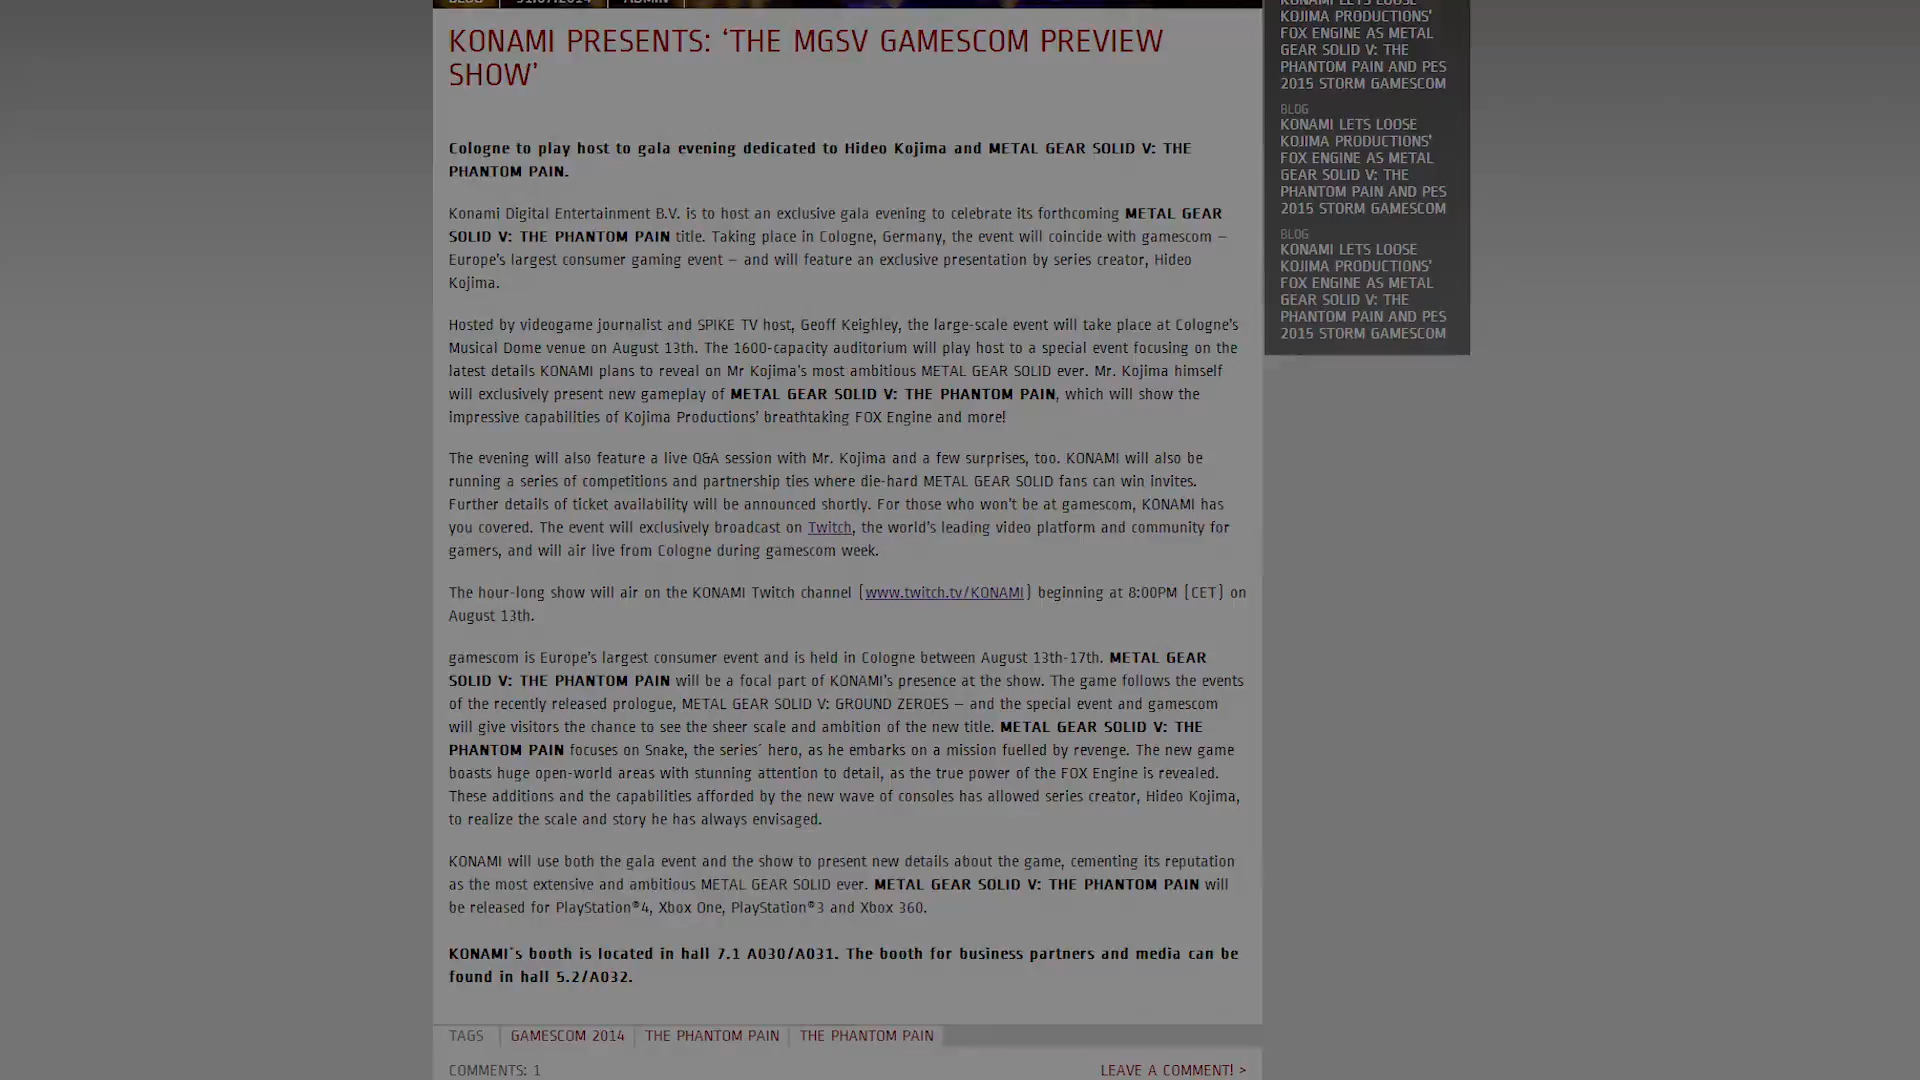 BLOG 31.07.2014 ADMIN
KONAMI PRESENTS: ‘THE MGSV GAMESCOM PREVIEW
SHOW’
Cologne to play host to gala evening dedicated to Hideo Kojima and METAL GEAR SOLID V: THE
PHANTOM PAIN.
Konami Digital Entertainment B.V. is to host an exclusive gala evening to celebrate its forthcoming METAL GEAR
SOLID V: THE PHANTOM PAIN title. Taking place in Cologne, Germany, the event will coincide with gamescom –
Europe’s largest consumer gaming event – and will feature an exclusive presentation by series creator, Hideo
Kojima.
Hosted by videogame journalist and SPIKE TV host, Geoff Keighley, the large-scale event will take place at Cologne’s
Musical Dome venue on August 13th. The 1600-capacity auditorium will play host to a special event focusing on the
latest details KONAMI plans to reveal on Mr Kojima’s most ambitious METAL GEAR SOLID ever. Mr. Kojima himself
will exclusively present new gameplay of METAL GEAR SOLID V: THE PHANTOM PAIN, which will show the
impressive capabilities of Kojima Productions’ breathtaking FOX Engine and more!
The evening will also feature a live Q&A session with Mr. Kojima and a few surprises, too. KONAMI will also be
running a series of competitions and partnership ties where die-hard METAL GEAR SOLID fans can win invites.
Further details of ticket availability will be announced shortly. For those who won’t be at gamescom, KONAMI has
you covered. The event will exclusively broadcast on Twitch, the world’s leading video platform and community for
gamers, and will air live from Cologne during gamescom week.
The hour-long show will air on the KONAMI Twitch channel (www.twitch.tv/KONAMI) beginning at 8:00PM (CET) on
August 13th.
gamescom is Europe’s largest consumer event and is held in Cologne between August 13th-17th. METAL GEAR
SOLID V: THE PHANTOM PAIN will be a focal part of KONAMI’s presence at the show. The game follows the events
of the recently released prologue, METAL GEAR SOLID V: GROUND ZEROES – and the special event and gamescom
will give visitors the chance to see the sheer scale and ambition of the new title. METAL GEAR SOLID V: THE
PHANTOM PAIN focuses on Snake, the series´ hero, as he embarks on a mission fuelled by revenge. The new game
boasts huge open-world areas with stunning attention to detail, as the true power of the FOX Engine is revealed.
These additions and the capabilities afforded by the new wave of consoles has allowed series creator, Hideo Kojima,
to realize the scale and story he has always envisaged.
KONAMI will use both the gala event and the show to present new details about the game, cementing its reputation
as the most extensive and ambitious METAL GEAR SOLID ever. METAL GEAR SOLID V: THE PHANTOM PAIN will
be released for PlayStation®4, Xbox One, PlayStation®3 and Xbox 360.
KONAMI´s booth is located in hall 7.1 A030/A031. The booth for business partners and media can be
found in hall 5.2/A032.
TAGS GAMESCOM 2014 THE PHANTOM PAIN THE PHANTOM PAIN
COMMENTS: 1 LEAVE A COMMENT! >
KONAMI LETS LOOSE
KOJIMA PRODUCTIONS’
FOX ENGINE AS METAL
GEAR SOLID V: THE
PHANTOM PAIN AND PES
2015 STORM GAMESCOM
BLOG
KONAMI LETS LOOSE
KOJIMA PRODUCTIONS’
FOX ENGINE AS METAL
GEAR SOLID V: THE
PHANTOM PAIN AND PES
2015 STORM GAMESCOM
BLOG
KONAMI LETS LOOSE
KOJIMA PRODUCTIONS’
FOX ENGINE AS METAL
GEAR SOLID V: THE
PHANTOM PAIN AND PES
2015 STORM GAMESCOM